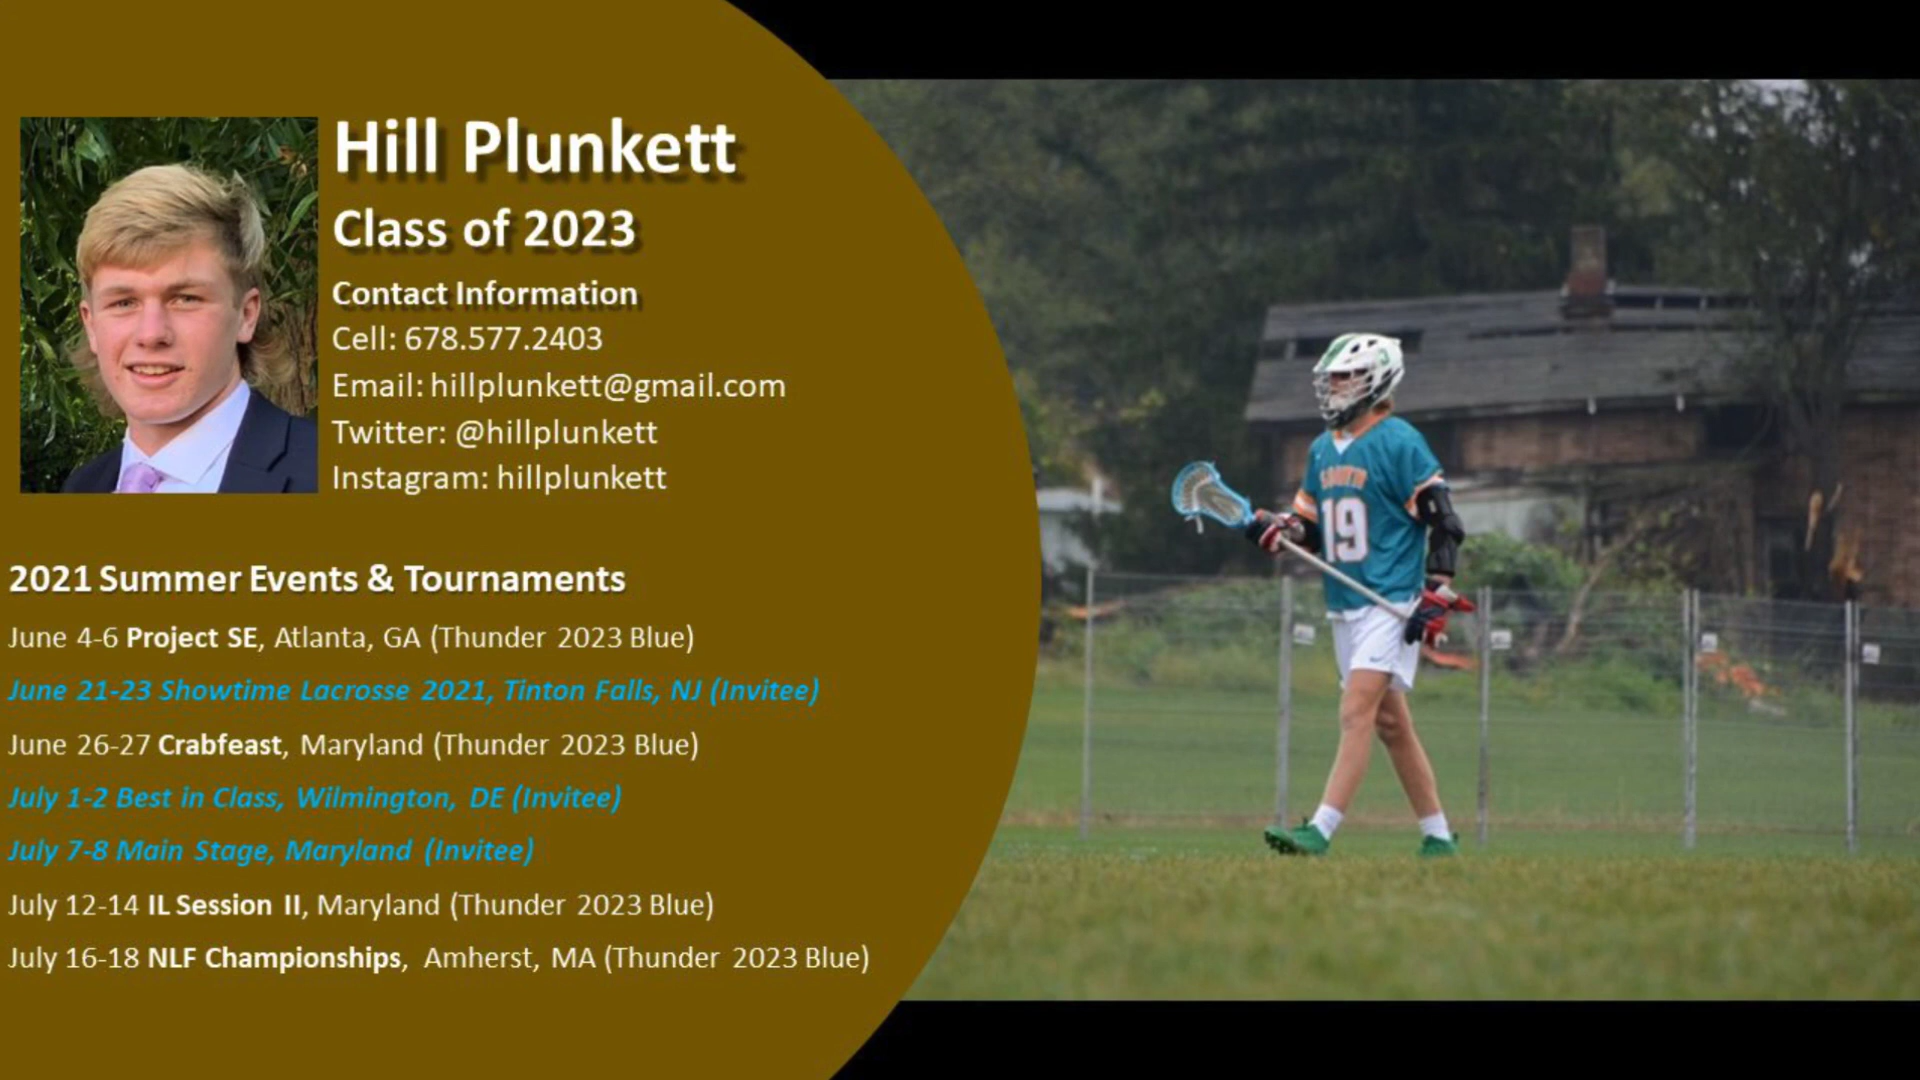 Hill Plunkett
Class of 2023
Contact Information
Cell: 678.577.2403
Email: hillplunkett@gmail.com
Twitter: @hillplunkett
Instagram: hillplunkett
2021 Summer Events & Tournaments
June 4-6 Project SE, Atlanta, GA (Thunder 2023 Blue)
June 21-23 Showtime Lacrosse 2021, Tinton Falls, NJ (Invitee)
June 26-27 Crabfeast, Maryland (Thunder 2023 Blue)
July 1-2 Best in Class, Wilmington, DE (Invitee)
July 7-8 Main Stage, Maryland (Invitee)
July 12-14 IL Session II, Maryland (Thunder 2023 Blue)
July 16-18 NLF Championships, Amherst, MA (Thunder 2023 Blue)
SOUTH
19